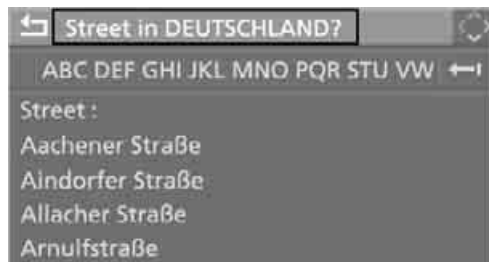 Street in DEUTSCHLAND?
ABC DEF GHI JKL MNO PQR STU VW
Street :
Aachener Straße
Aindorfer Straße
Allacher Straße
Arnulfstraße